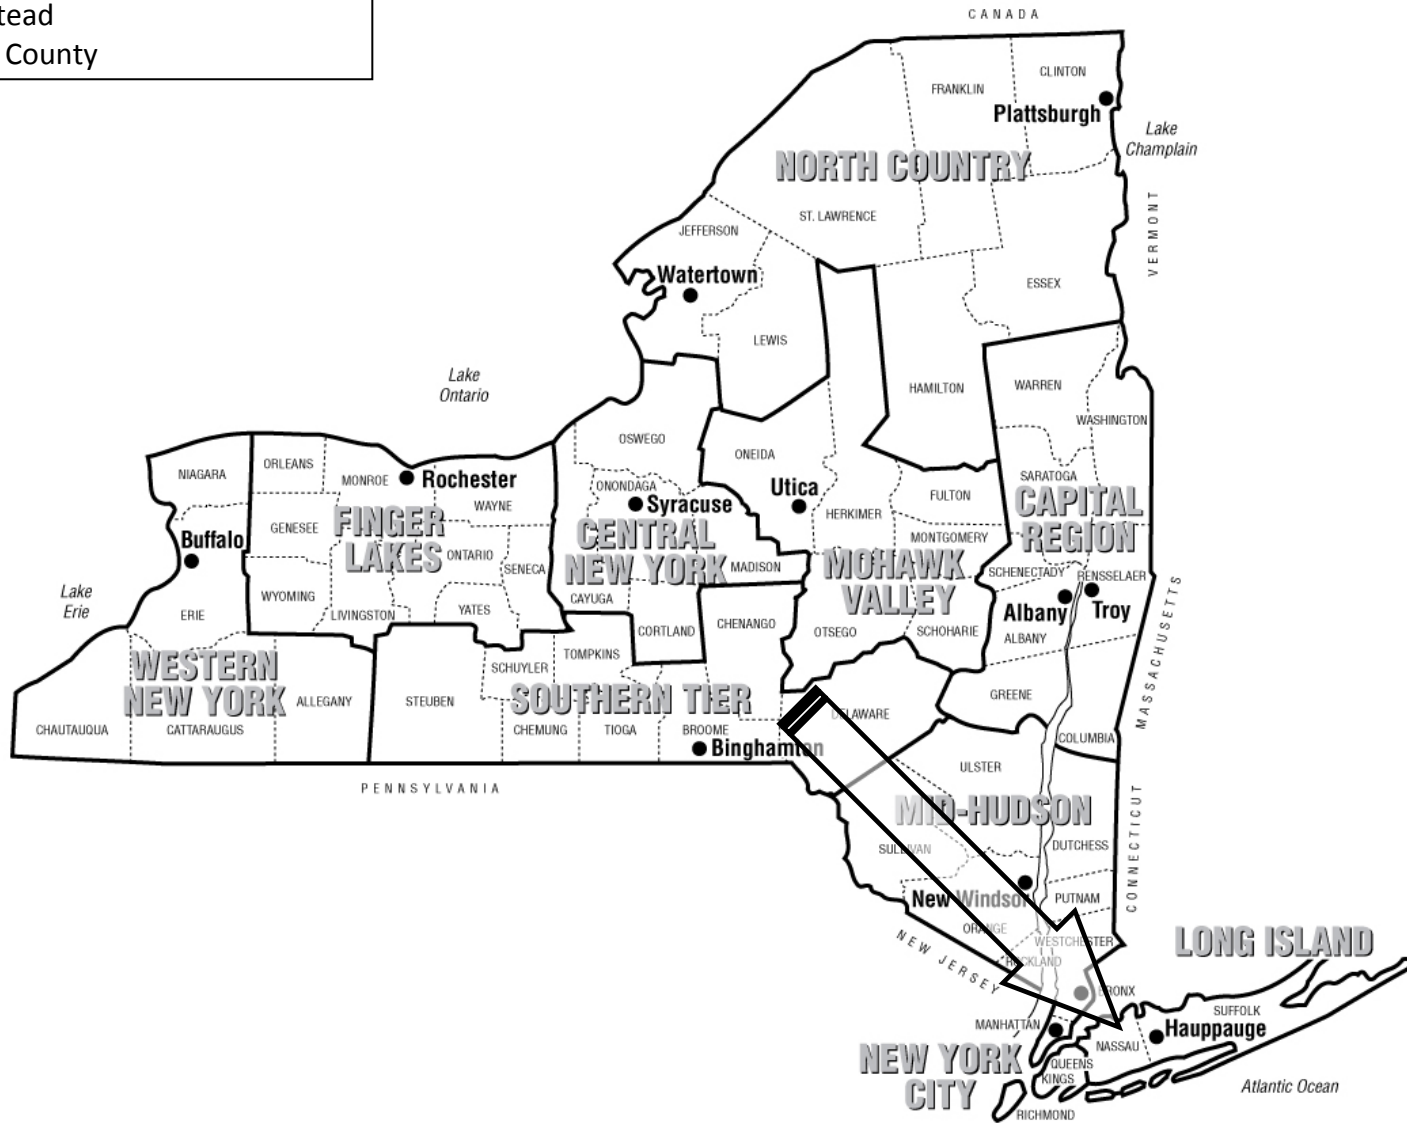 tead
County
CANADA
CLINTON
FRANKLIN
Plattsburgh
Lake
Champlain
NORTH COUNTRY
VERMONT
ST. LAWRENCE
JEFFERSON
Watertown
ESSEX
LEWIS
Lake
Ontario
HAMILTON
WARREN
WASHINGTON
OSWEGO
ONEIDA
NIAGARA
ORLEANS
MONROE
Rochester
SARATOGA
ONONDAGA
Utica
FULTON
WAYNE
Syracuse
CAPITAL
REGION
HERKIMER
GENESEE
FINGER
LAKES
CENTRAL
NEW YORK
MONTGOMERY
Buffalo
ONTARIO
SENECA
MADISON
MOHAWK
VALLEY
SCHENECTADY
RENSSELAER
Lake
Erie
WYOMING
CAYUGA
LIVINGSTON
YATES
ERIE
Albany
Troy
MASSACHUSETTS
CHENANGO
CORTLAND
OTSEGO
SCHOHARIE
ALBANY
WESTERN
NEW YORK
TOMPKINS
SCHUYLER
SOUTHERN TIER
GREENE
ALLEGANY
STEUBEN
DELAWARE
CHAUTAUQUA
CATTARAUGUS
CHEMUNG
TIOGA
BROOME
Binghamton
COLUMBIA
PENNSYLVANIA
ULSTER
MID-HUDSON
CONNECTICUT
SULLIVAN
DUTCHESS
New Windsor
PUTNAM
ORANGE
WESTCHESTER
LONG ISLAND
NEW JERSEY
ROCKLAND
BRONX
SUFFOLK
MANHATTAN
Hauppauge
NASSAU
NEW YORK
CITY
QUEENS
KINGS
Atlantic Ocean
RICHMOND